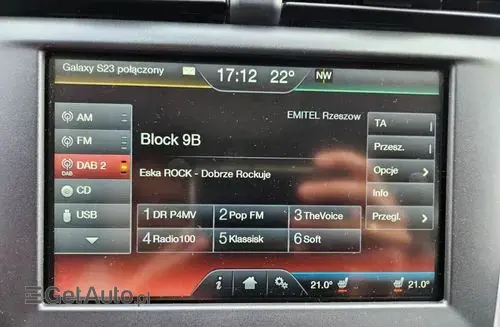 Galaxy S23 połączony 17:12 22° NW
AM
FM
DAB 2
DAB
CD
USB
EMITEL Rzeszow
Block 9B
Eska ROCK - Dobrze Rockuje
1 DR P4MV 2 Pop FM 3 TheVoice
4 Radio100 5 Klassisk 6 Soft
TA
Przesz.
Opcje
Info
Przegl.
i 21.0° 21.0°
GetAuto.pl